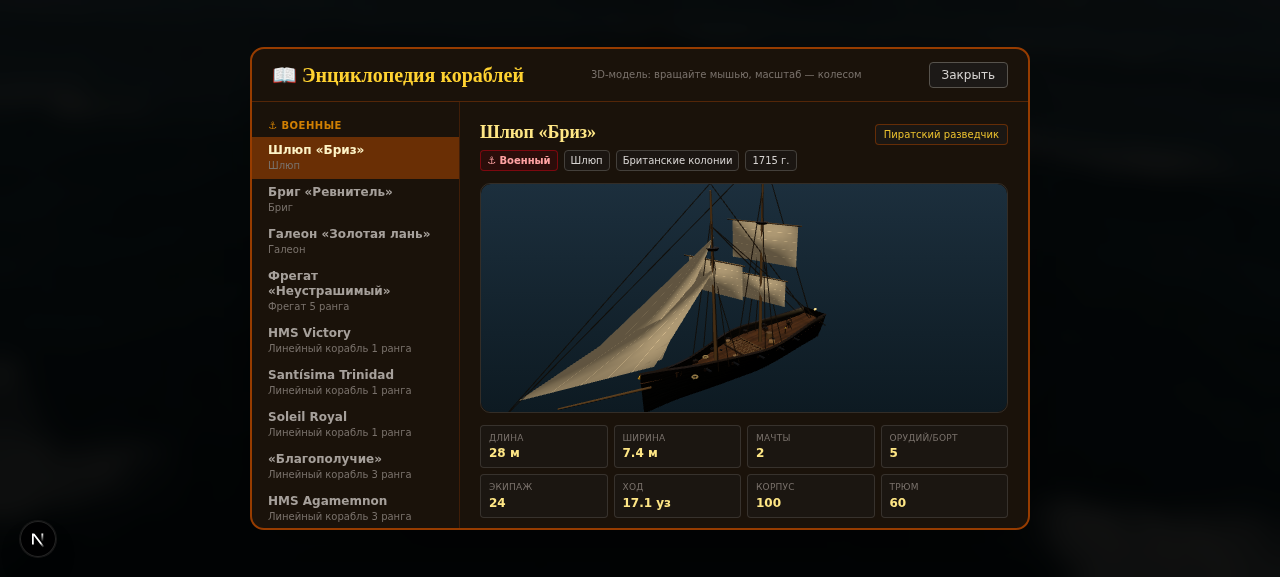 📖 Энциклопедия кораблей
3D-модель: вращайте мышью, масштаб — колесом
Закрыть
⚓ ВОЕННЫЕ
Шлюп «Бриз»
Шлюп
Бриг «Ревнитель»
Бриг
Галеон «Золотая лань»
Галеон
Фрегат
«Неустрашимый»
Фрегат 5 ранга
HMS Victory
Линейный корабль 1 ранга
Santísima Trinidad
Линейный корабль 1 ранга
Soleil Royal
Линейный корабль 1 ранга
«Благополучие»
Линейный корабль 3 ранга
HMS Agamemnon
Линейный корабль 3 ранга
Шлюп «Бриз»
Пиратский разведчик
⚓ Военный
Шлюп
Британские колонии
1715 г.
ДЛИНА
28 м
ШИРИНА
7.4 м
МАЧТЫ
2
ОРУДИЙ/БОРТ
5
ЭКИПАЖ
24
ХОД
17.1 уз
КОРПУС
100
ТРЮМ
60
N